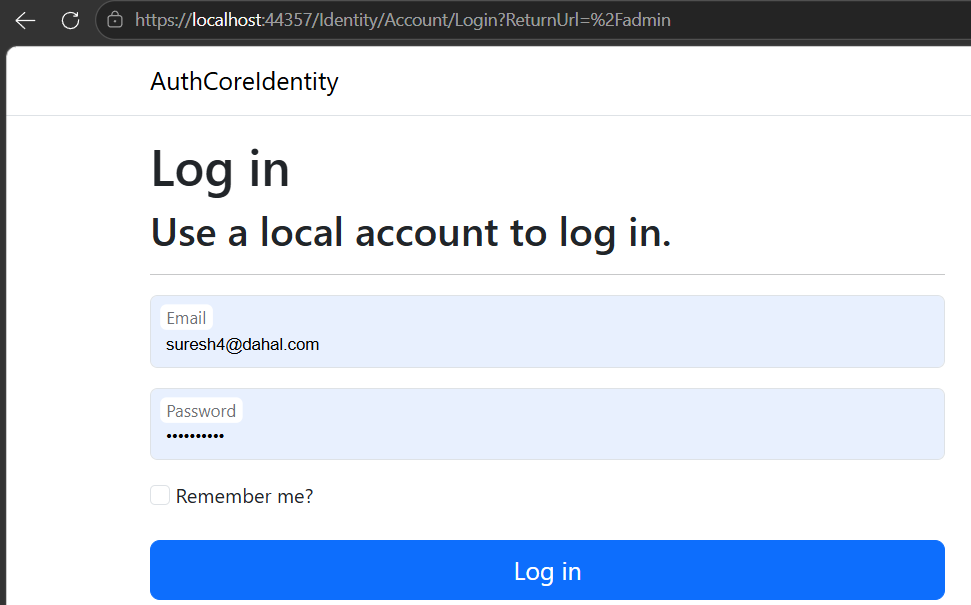 https://localhost:44357/Identity/Account/Login?ReturnUrl=%2Fadmin
AuthCoreIdentity
Log in
Use a local account to log in.
Email
suresh4@dahal.com
Password
••••••••••
Remember me?
Log in